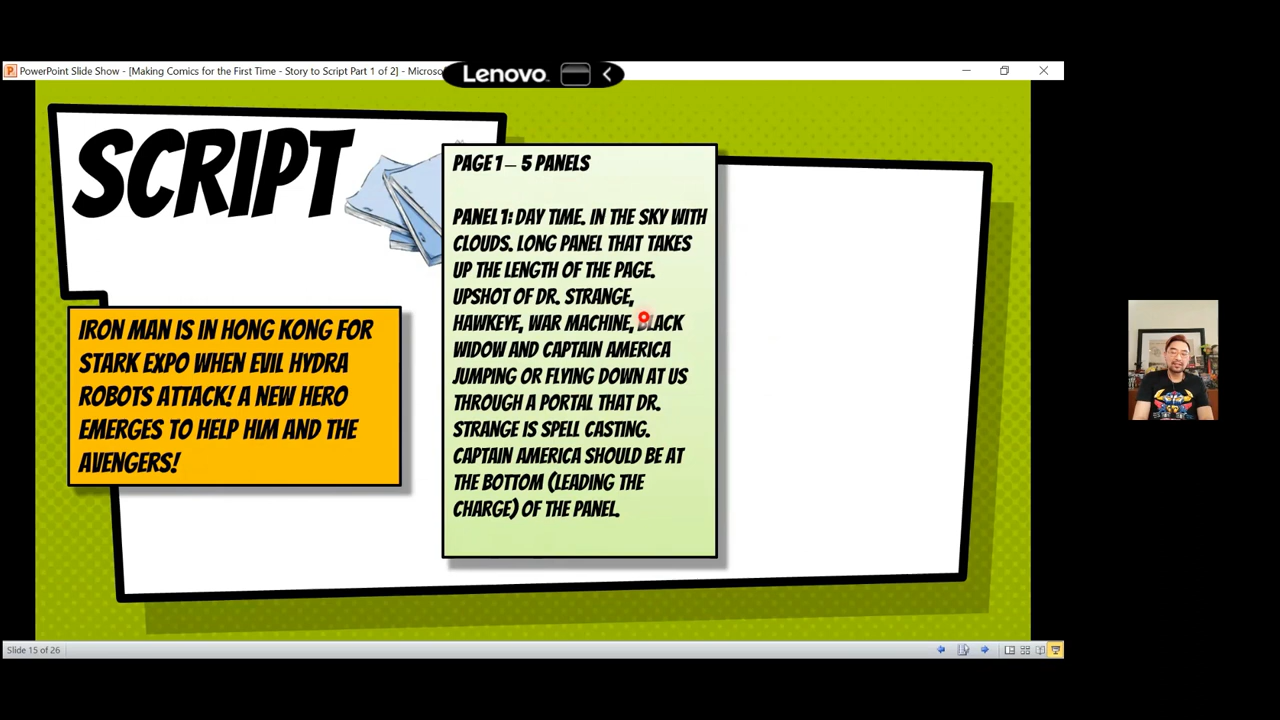 PowerPoint Slide Show - [Making Comics for the First Time - Story to Script Part 1 of 2] - Microso
Lenovo
SCRIPT
IRON MAN IS IN HONG KONG FOR
STARK EXPO WHEN EVIL HYDRA
ROBOTS ATTACK! A NEW HERO
EMERGES TO HELP HIM AND THE
AVENGERS!
PAGE 1 – 5 PANELS
PANEL 1: DAY TIME. IN THE SKY WITH
CLOUDS. LONG PANEL THAT TAKES
UP THE LENGTH OF THE PAGE.
UPSHOT OF DR. STRANGE,
HAWKEYE, WAR MACHINE, BLACK
WIDOW AND CAPTAIN AMERICA
JUMPING OR FLYING DOWN AT US
THROUGH A PORTAL THAT DR.
STRANGE IS SPELL CASTING.
CAPTAIN AMERICA SHOULD BE AT
THE BOTTOM (LEADING THE
CHARGE) OF THE PANEL.
Slide 15 of 26